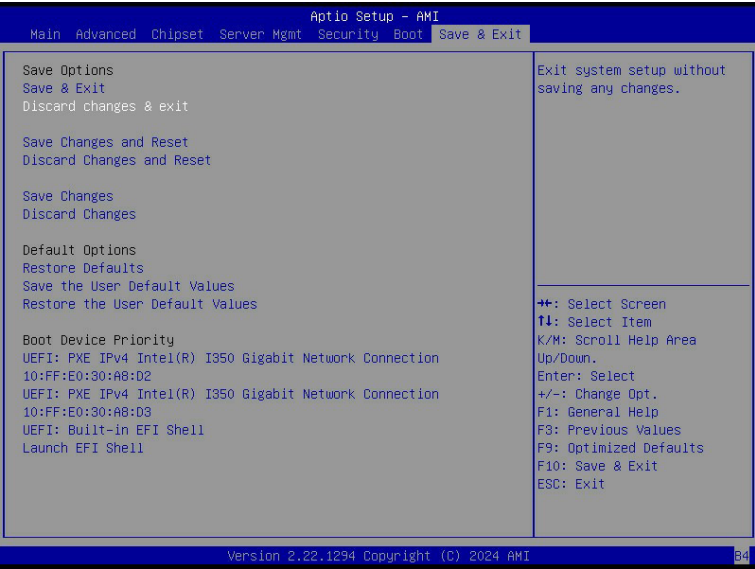 Aptio Setup – AMI
Main Advanced Chipset Server Mgmt Security Boot Save & Exit
Save Options
Save & Exit
Discard changes & exit
Save Changes and Reset
Discard Changes and Reset
Save Changes
Discard Changes
Default Options
Restore Defaults
Save the User Default Values
Restore the User Default Values
Boot Device Priority
UEFI: PXE IPv4 Intel(R) I350 Gigabit Network Connection
10:FF:E0:30:A8:D2
UEFI: PXE IPv4 Intel(R) I350 Gigabit Network Connection
10:FF:E0:30:A8:D3
UEFI: Built-in EFI Shell
Launch EFI Shell
Exit system setup without
saving any changes.
→←: Select Screen
↑↓: Select Item
K/M: Scroll Help Area
Up/Down.
Enter: Select
+/-: Change Opt.
F1: General Help
F3: Previous Values
F9: Optimized Defaults
F10: Save & Exit
ESC: Exit
Version 2.22.1294 Copyright (C) 2024 AMI
B4